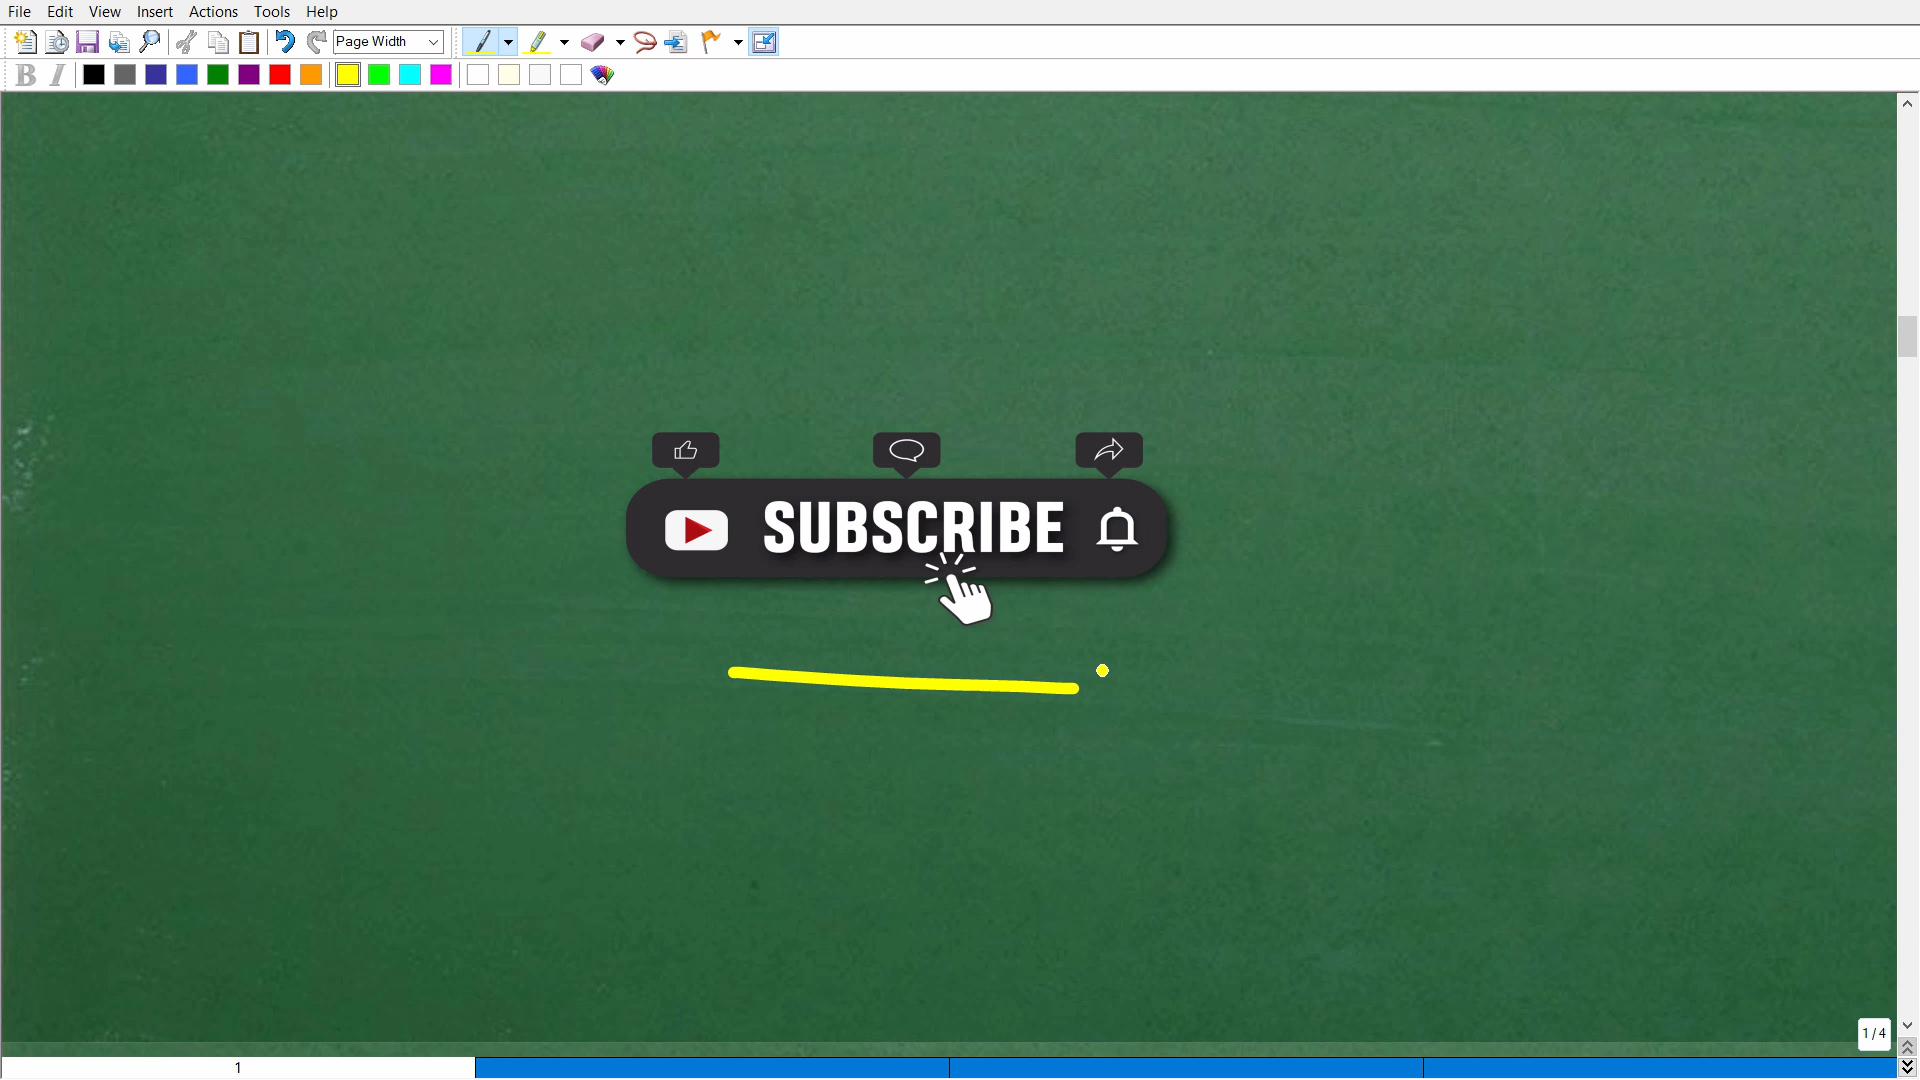 File Edit View Insert Actions Tools Help
Page Width
B I
SUBSCRIBE
1 / 4
1